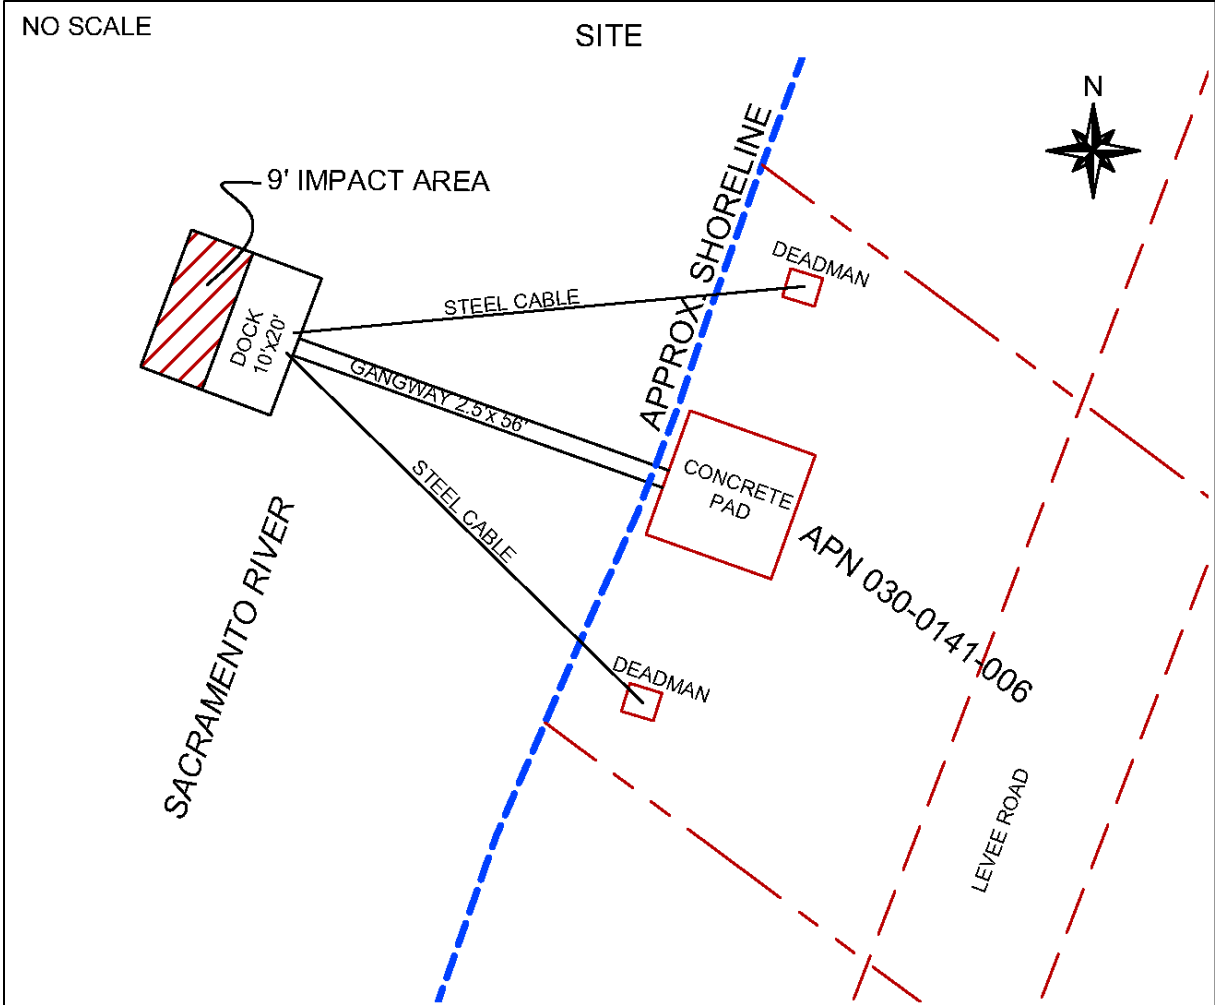 NO SCALE
SITE
N
9' IMPACT AREA
APPROX. SHORELINE
DEADMAN
STEEL CABLE
DOCK
10'x20'
GANGWAY 2.5'x 56'
CONCRETE
PAD
STEEL CABLE
APN 030-0141-006
SACRAMENTO RIVER
DEADMAN
LEVEE ROAD